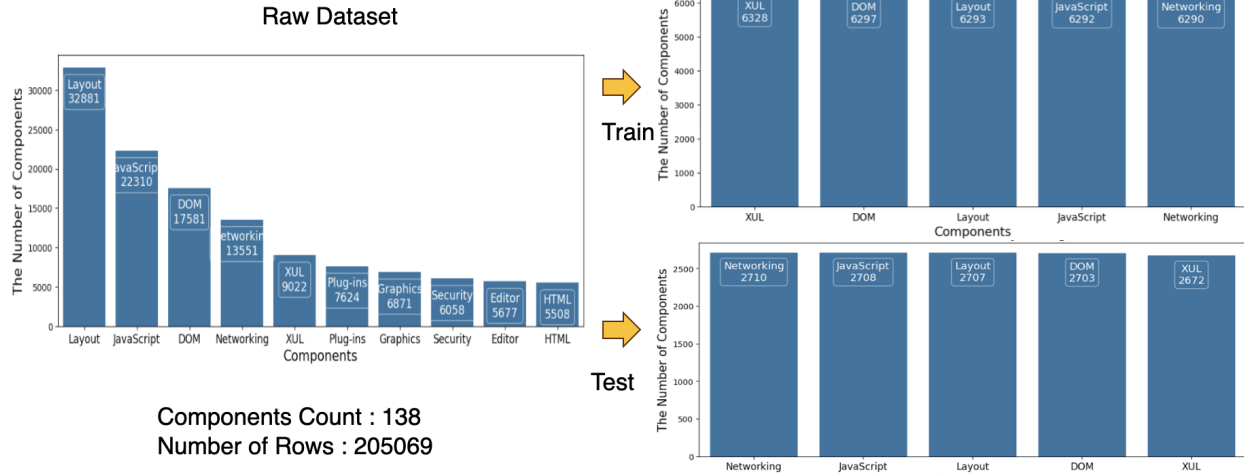 Raw Dataset
The Number of Components
30000
25000
20000
15000
10000
5000
0
Layout
32881
avaScrip
22310
DOM
17581
etworkin
13551
XUL
9022
Plug-ins
7624
Graphics
6871
Security
6058
Editor
5677
HTML
5508
Layout JavaScript DOM Networking XUL Plug-ins Graphics Security Editor HTML
Components
Components Count : 138
Number of Rows : 205069
Train
Test
The Number of Components
6000
5000
4000
3000
2000
1000
0
XUL
6328
DOM
6297
Layout
6293
JavaScript
6292
Networking
6290
XUL DOM Layout JavaScript Networking
Components
The Number of Components
2500
2000
1500
1000
500
0
Networking
2710
JavaScript
2708
Layout
2707
DOM
2703
XUL
2672
Networking JavaScript Layout DOM XUL